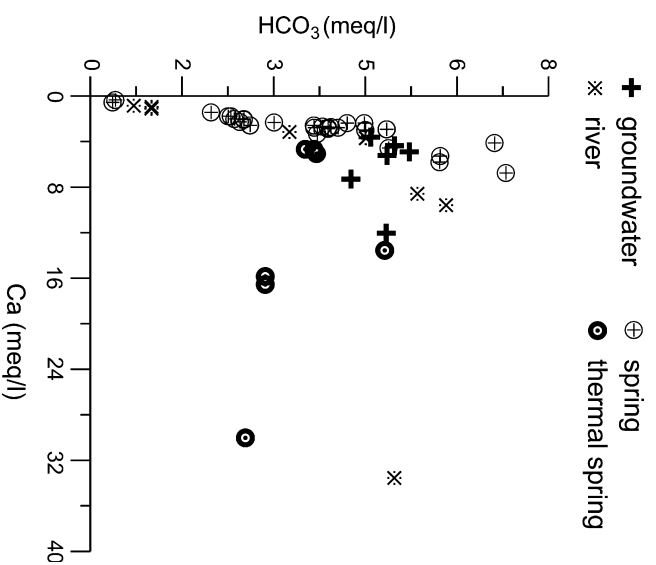 HCO3 (meq/l)
0 2 3 5 6 8
0
8
16
24
32
40
Ca (meq/l)
groundwater
river
spring
thermal spring